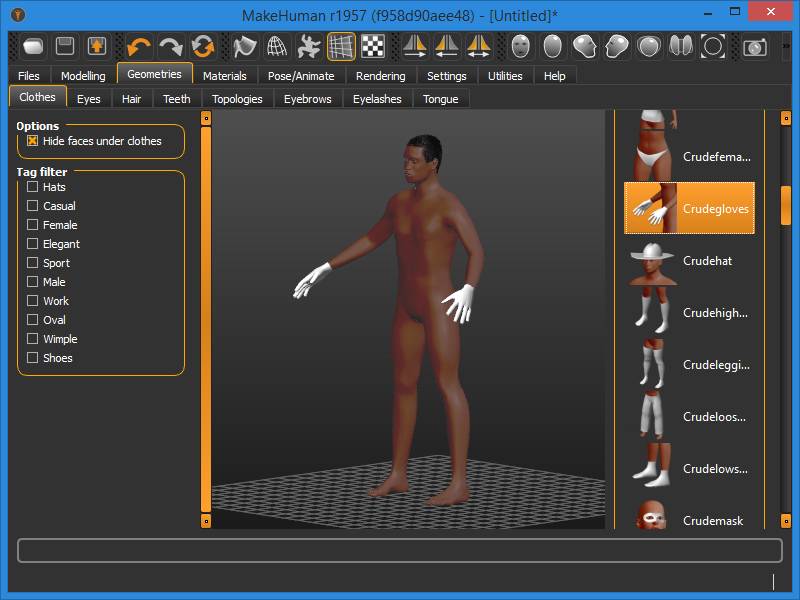 MakeHuman r1957 (f958d90aee48) - [Untitled]*
Files Modelling Geometries Materials Pose/Animate Rendering Settings Utilities Help
Clothes Eyes Hair Teeth Topologies Eyebrows Eyelashes Tongue
Options
Hide faces under clothes
Tag filter
Hats
Casual
Female
Elegant
Sport
Male
Work
Oval
Wimple
Shoes
Crudefema...
Crudegloves
Crudehat
Crudehigh...
Crudeleggi...
Crudeloos...
Crudelows...
Crudemask